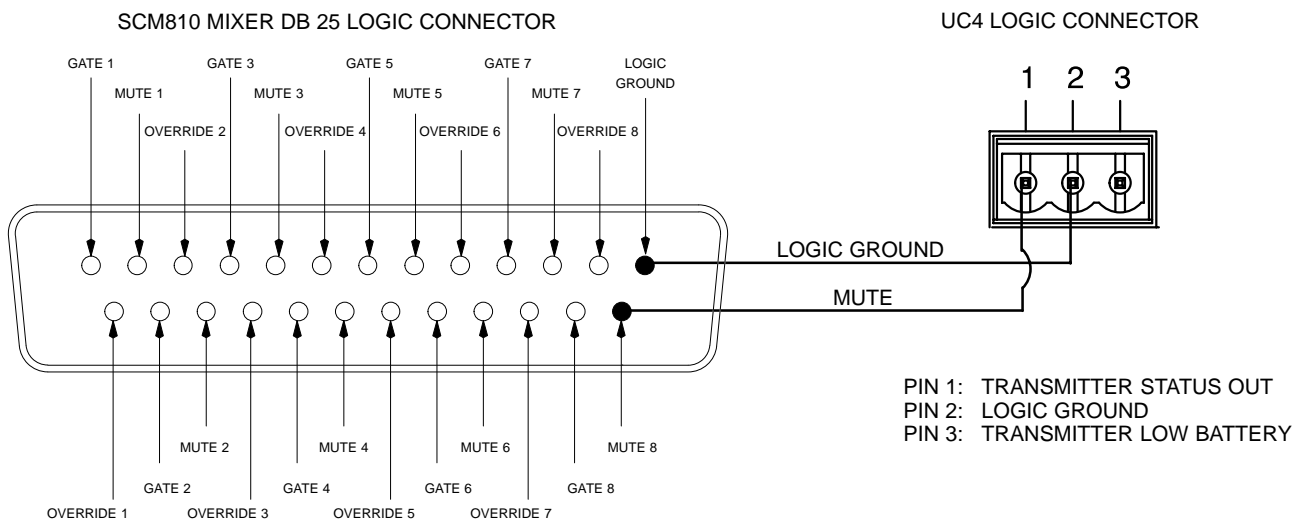 SCM810 MIXER DB 25 LOGIC CONNECTOR
UC4 LOGIC CONNECTOR
GATE 1
GATE 3
GATE 5
GATE 7
LOGIC
GROUND
MUTE 1
MUTE 3
MUTE 5
MUTE 7
OVERRIDE 2
OVERRIDE 4
OVERRIDE 6
OVERRIDE 8
1 2 3
LOGIC GROUND
MUTE
PIN 1: TRANSMITTER STATUS OUT
PIN 2: LOGIC GROUND
PIN 3: TRANSMITTER LOW BATTERY
MUTE 2
MUTE 4
MUTE 6
MUTE 8
GATE 2
GATE 4
GATE 6
GATE 8
OVERRIDE 1
OVERRIDE 3
OVERRIDE 5
OVERRIDE 7